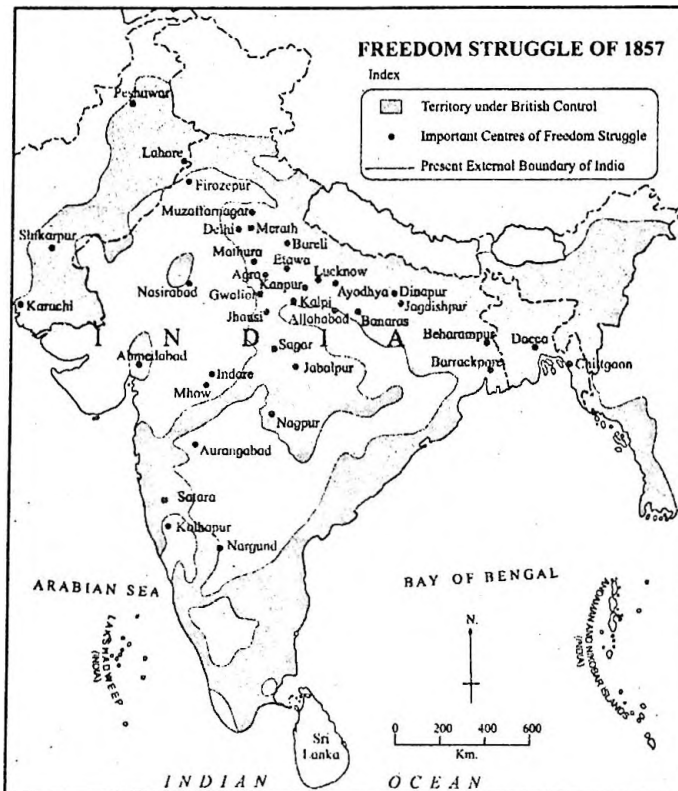 FREEDOM STRUGGLE OF 1857
Index
Territory under British Control
Important Centres of Freedom Struggle
Present External Boundary of India
Peshawar
Lahore
Firozepur
Muzaffarnagar
Delhi
Merath
Shikarpur
Bureli
Mathura
Etawa
Agra
Lucknow
Nasirabad
Kanpur
Ayodhya
Dinapur
Karachi
Gwalior
Kalpi
Jagdishpur
Jhansi
Allahabad
Banaras
I N D I A
Beharampur
Dacca
Ahmedabad
Sagar
Barrackpore
Chittgaon
Indore
Jabalpur
Mhow
Nagpur
Aurangabad
Satara
Kolhapur
Nargund
ARABIAN SEA
BAY OF BENGAL
LAKSHADWEEP
(INDIA)
ANDAMAN AND NIKOBAR ISLANDS
(INDIA)
N.
0 200 400 600
Km.
Sri
Lanka
INDIAN OCEAN